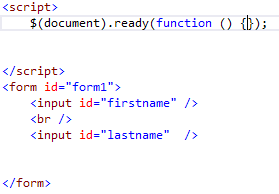 <script>
$(document).ready(function () {});
</script>
<form id="form1">
<input id="firstname" />
<br />
<input id="lastname"  />
</form>